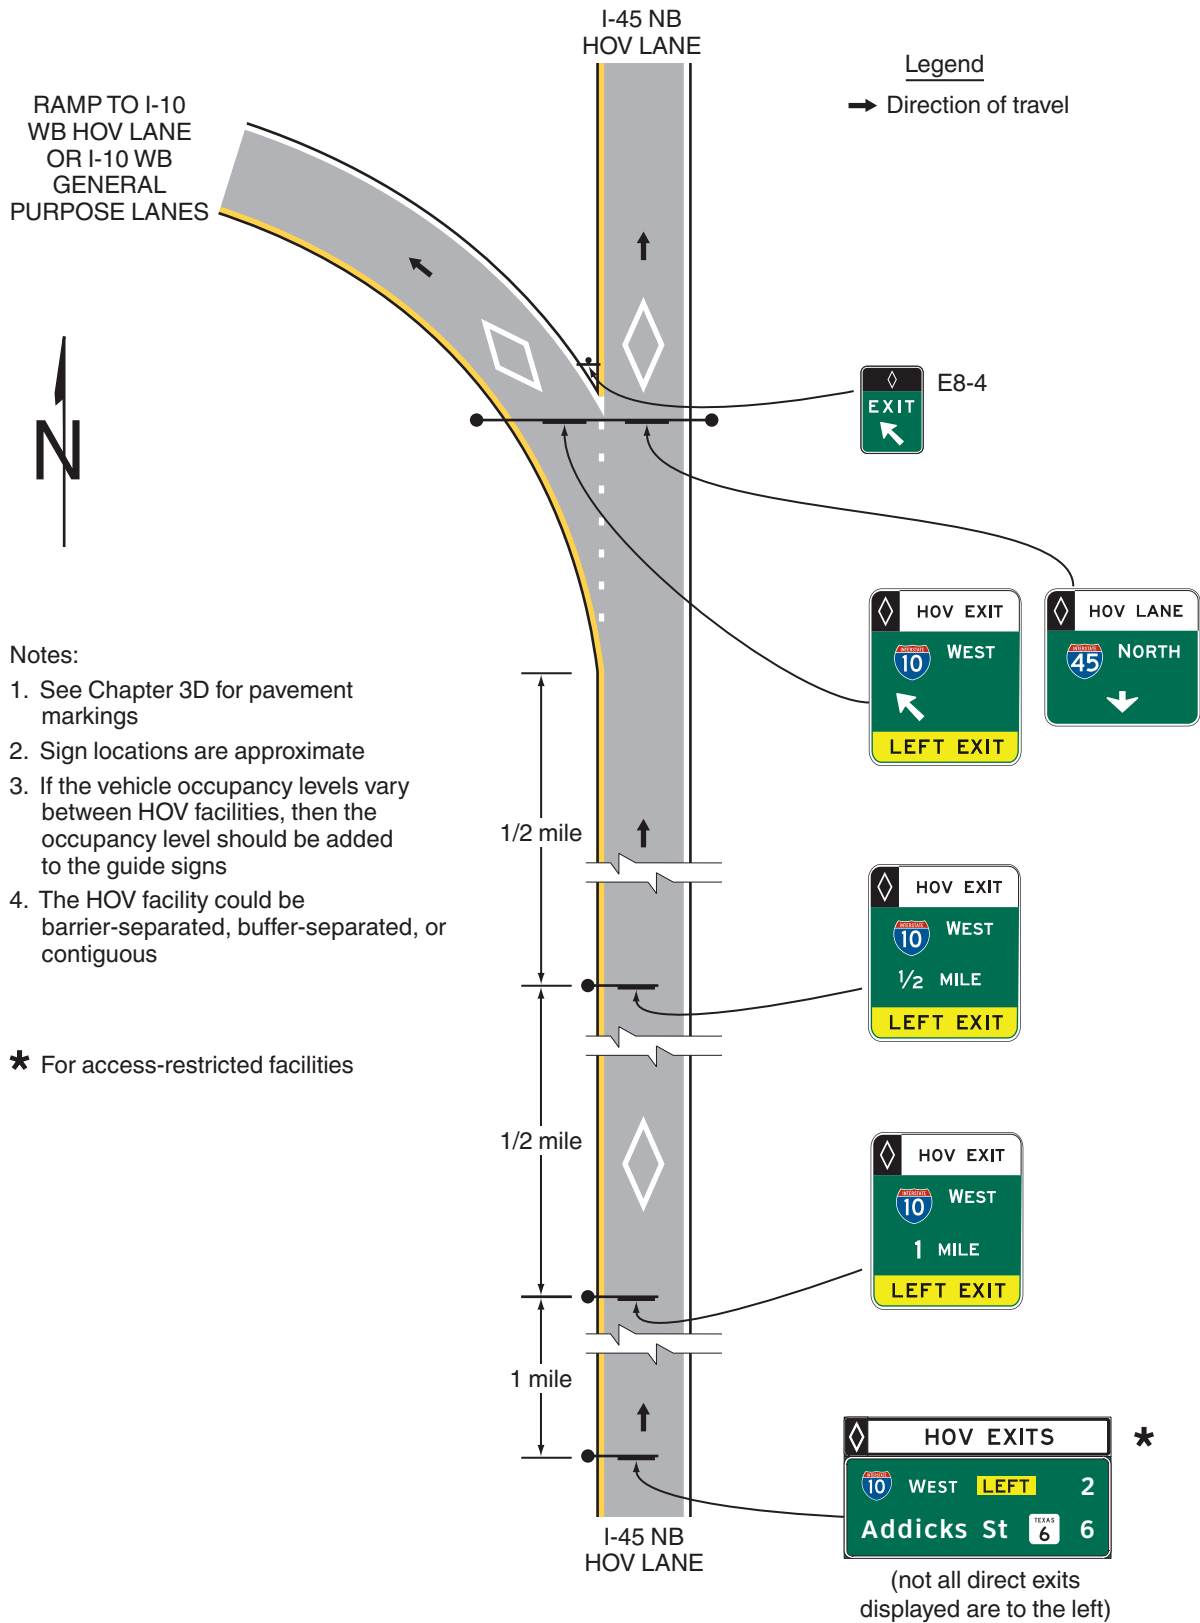 I-45 NB
HOV LANE
Legend
Direction of travel
RAMP TO I-10
WB HOV LANE
OR I-10 WB
GENERAL
PURPOSE LANES
N
EXIT
E8-4
HOV EXIT
INTERSTATE
10 WEST
LEFT EXIT
HOV LANE
INTERSTATE
45 NORTH
Notes:
1. See Chapter 3D for pavement
markings
2. Sign locations are approximate
3. If the vehicle occupancy levels vary
between HOV facilities, then the
occupancy level should be added
to the guide signs
4. The HOV facility could be
barrier-separated, buffer-separated, or
contiguous
* For access-restricted facilities
1/2 mile
HOV EXIT
INTERSTATE
10 WEST
1/2 MILE
LEFT EXIT
1/2 mile
HOV EXIT
INTERSTATE
10 WEST
1 MILE
LEFT EXIT
1 mile
HOV EXITS *
INTERSTATE
10 WEST LEFT 2
TEXAS
Addicks St 6 6
(not all direct exits
displayed are to the left)
I-45 NB
HOV LANE